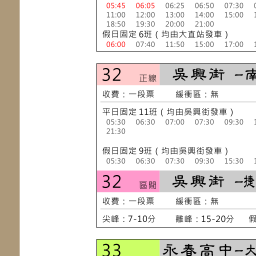 05:45 06:05 06:25 06:50 07:
11:00 12:00 13:00 14:00 15:00
18:50 19:30 20:00 21:00
假日固定6班 / (均由大直站發車)
06:00 07:40 11:50 15:00 17:00
32 正線 吳興街 -南
收費：一段票 緩衝區：無
平日固定11班 (均由吳興街發車)
05:30 06:30 07:00 07:30 09:30
21:30
假日固定9班 (均由吳興街發車)
05:30 06:30 07:30 09:30 15:30
32 區間 吳興街 -捷
收費：一段票 緩衝區：無
尖峰：7-10分 離峰：15-20分 假
33 永春高中-大